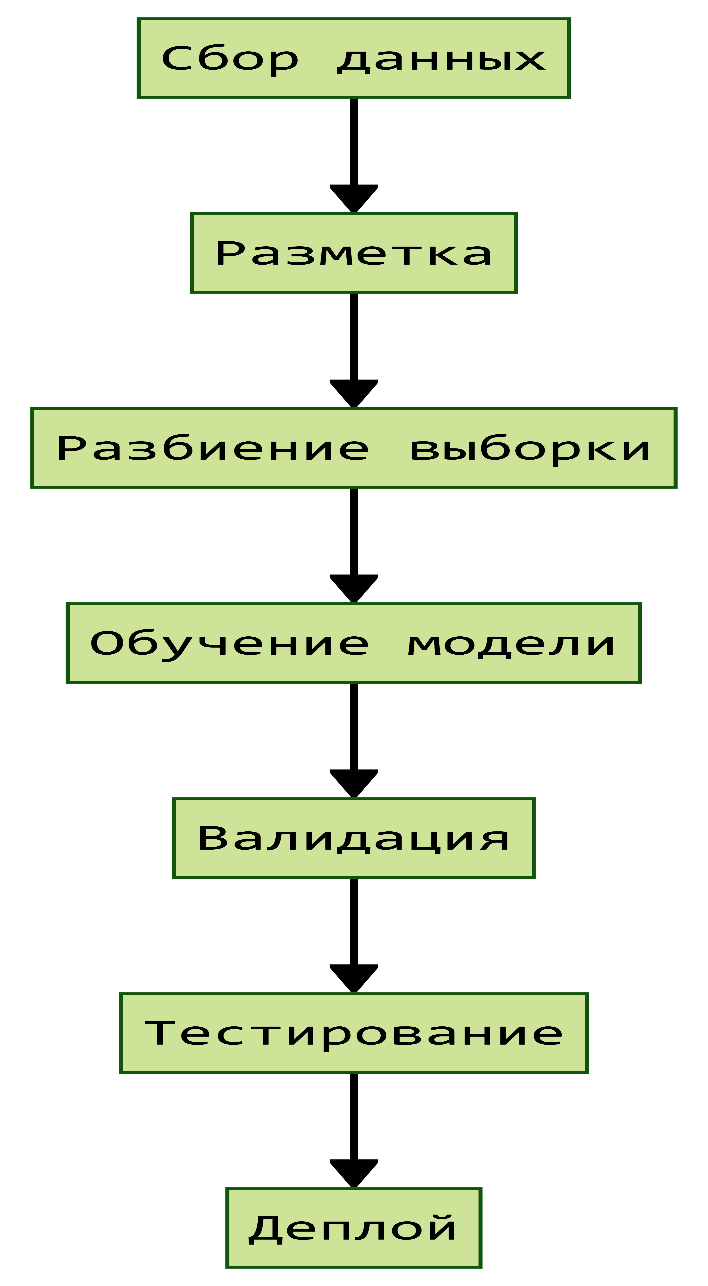 Сбор данных
Разметка
Разбиение выборки
Обучение модели
Валидация
Тестирование
Деплой